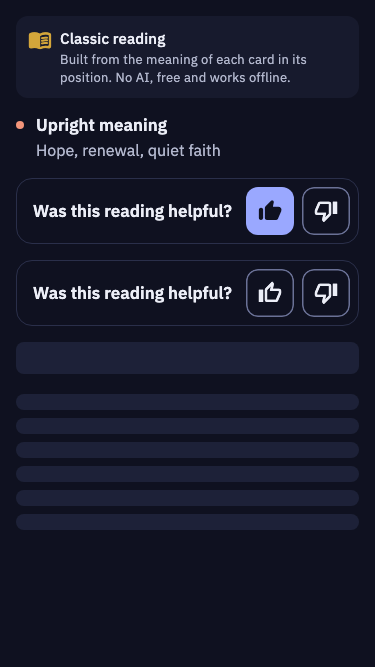 Classic reading
Built from the meaning of each card in its
position. No AI, free and works offline.
Upright meaning
Hope, renewal, quiet faith
Was this reading helpful?
Was this reading helpful?